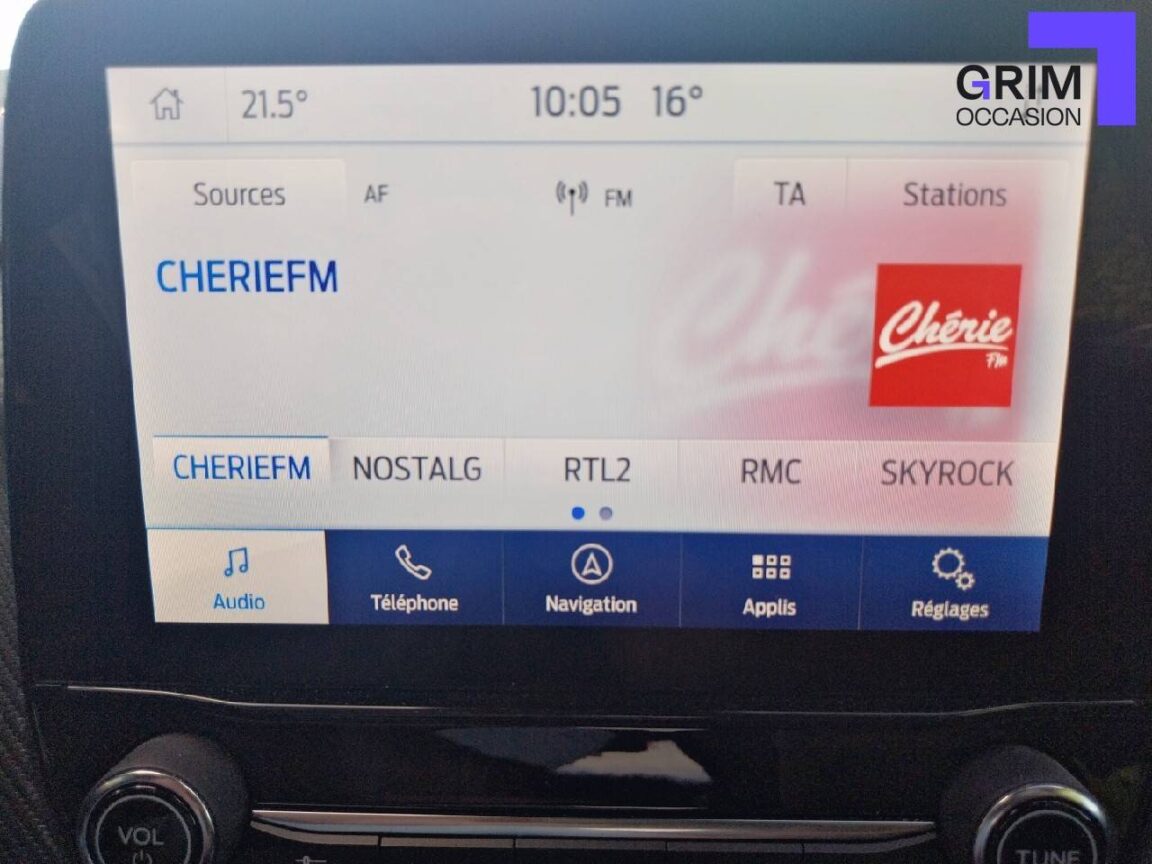 GRIM
OCCASION
21.5° 10:05 16°
Sources AF FM TA Stations
CHERIEFM
Ché
Chérie
FM
CHERIEFM NOSTALG RTL2 RMC SKYROCK
Audio Téléphone Navigation Applis Réglages
VOL TUNE